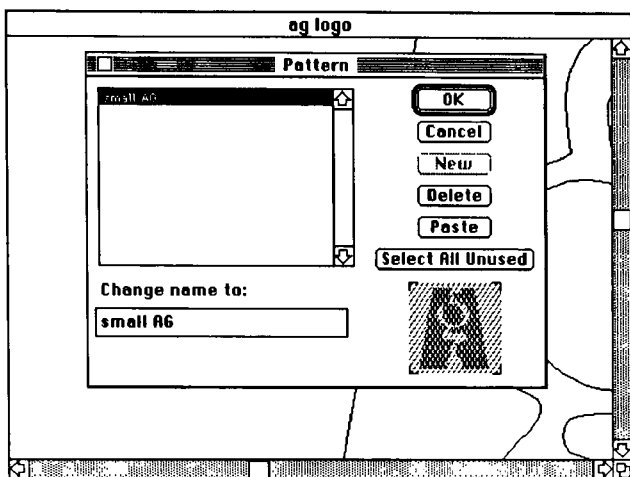 ag logo
Pattern
small AG
OK
Cancel
New
Delete
Paste
Select All Unused
Change name to:
small AG